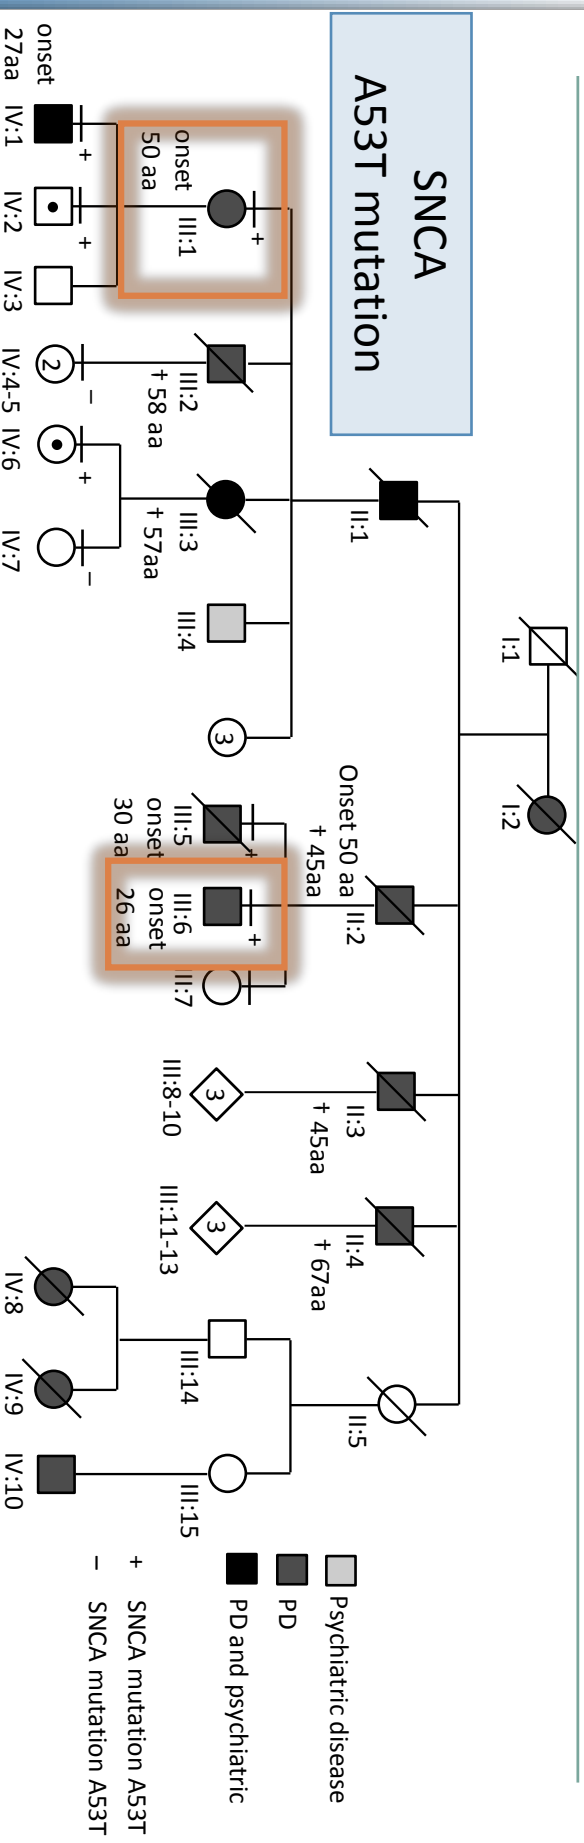 SNCA
A53T mutation
I:1
I:2
II:1
Onset 50 aa
† 45aa
II:2
II:3
† 45aa
II:4
† 67aa
II:5
+
onset
50 aa
III:1
III:2
† 58 aa
III:3
† 57aa
III:4
3
+
III:5
onset
30 aa
+
III:6
onset
26 aa
III:7
3
III:8-10
3
III:11-13
III:14
III:15
onset
27aa
+
IV:1
+
IV:2
IV:3
2
–
IV:4-5
+
IV:6
–
IV:7
IV:8
IV:9
IV:10
Psychiatric disease
PD
PD and psychiatric
+ SNCA mutation A53T
– SNCA mutation A53T